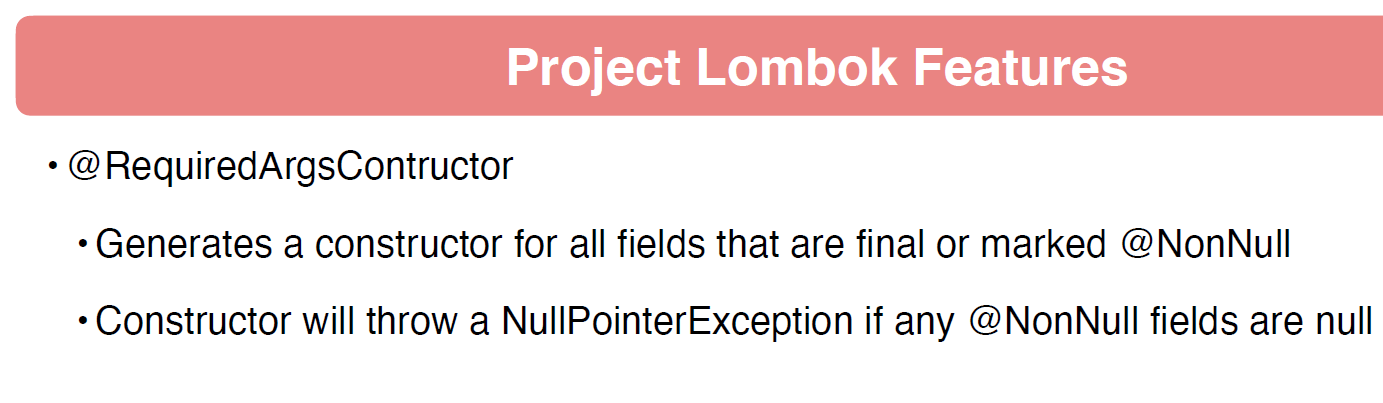 Project Lombok Features
• @RequiredArgsContructor
• Generates a constructor for all fields that are final or marked @NonNull
• Constructor will throw a NullPointerException if any @NonNull fields are null